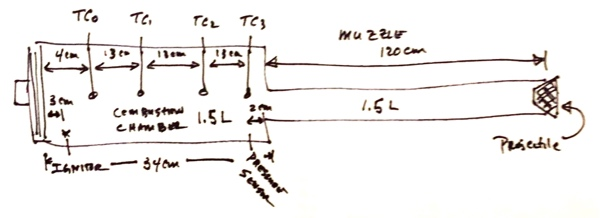 TC0 TC1 TC2 TC3
4cm 13cm 13cm 13cm
MUZZLE
120cm
3cm
COMBUSTION
CHAMBER 1.5L
2cm
1.5L
IGNITOR 34cm
PRESSURE
SENSOR
Projectile